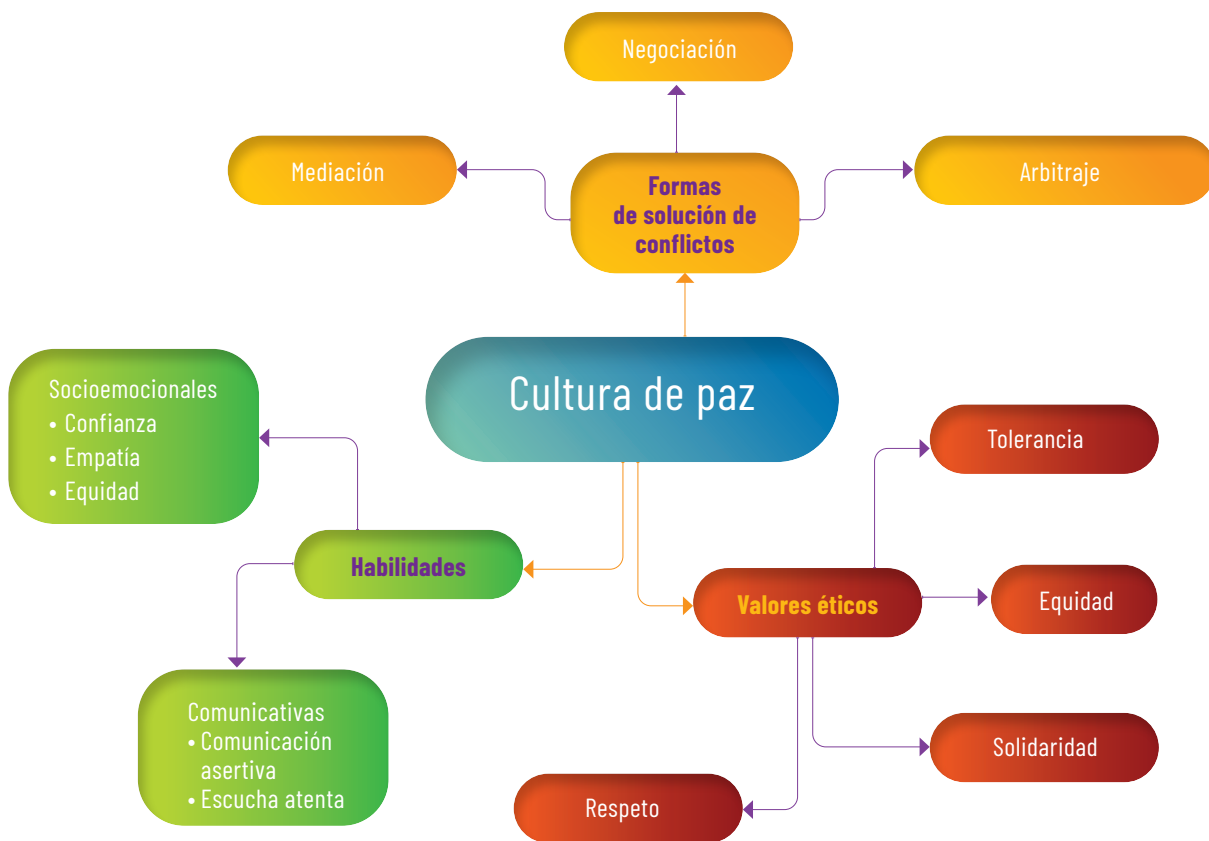 Negociación
Mediación
Formas
de solución de
conflictos
Arbitraje
Cultura de paz
Socioemocionales
• Confianza
• Empatía
• Equidad
Habilidades
Comunicativas
• Comunicación
asertiva
• Escucha atenta
Valores éticos
Tolerancia
Equidad
Solidaridad
Respeto